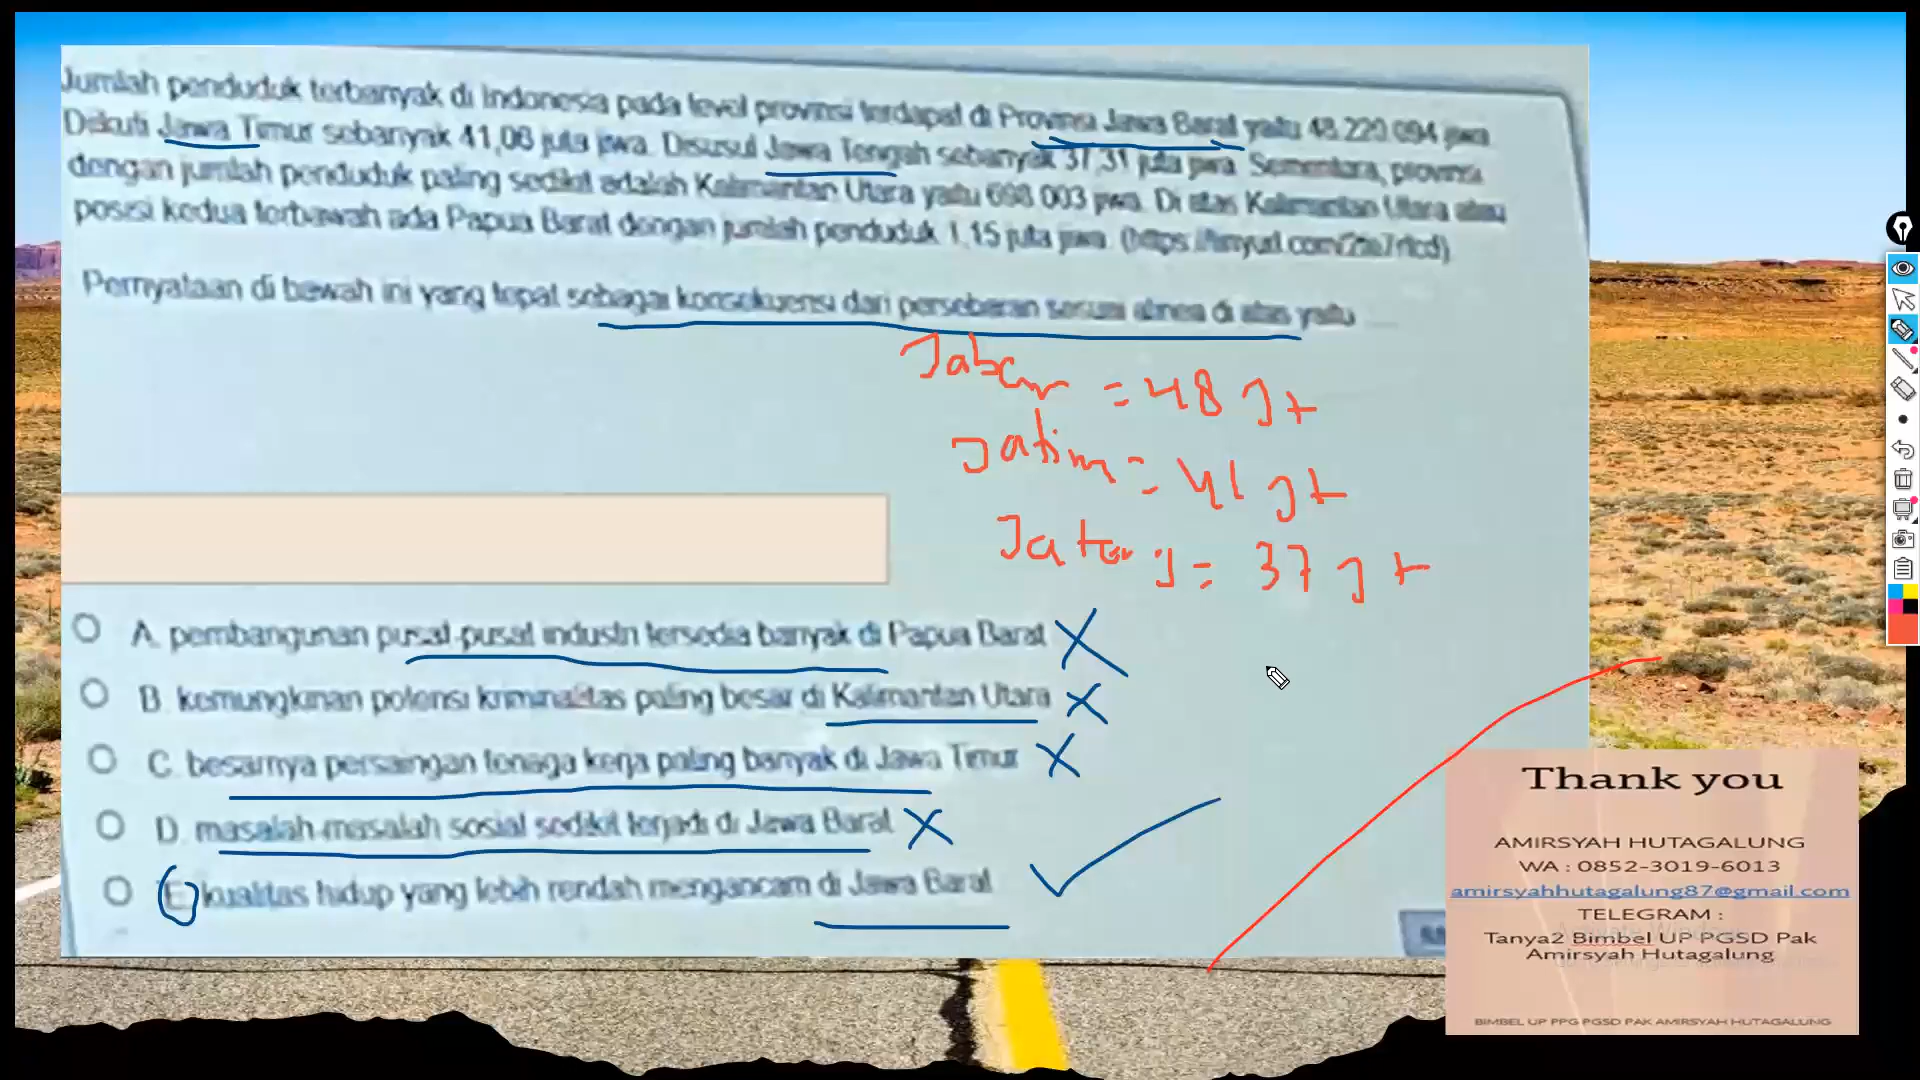 Jumlah penduduk terbanyak di Indonesia pada level provinsi terdapat di Provinsi Jawa Barat yaitu 48.220.094 jiwa.
Diikuti Jawa Timur sebanyak 41,06 juta jiwa. Disusul Jawa Tengah sebanyak 37,31 juta jiwa. Sementara, provinsi
dengan jumlah penduduk paling sedikit adalah Kalimantan Utara yaitu 698.003 jiwa. Di atas Kalimantan Utara atau
posisi kedua terbawah ada Papua Barat dengan jumlah penduduk 1,15 juta jiwa.
Pernyataan di bawah ini yang tepat sebagai konsekuensi dari persebaran sesuai alinea di atas yaitu ....
Jabar = 48 Jt
Jatim = 41 Jt
Jateng = 37 Jt
A. pembangunan pusat-pusat industri tersedia banyak di Papua Barat
B. kemungkinan potensi kriminalitas paling besar di Kalimantan Utara
C. besarnya persaingan tenaga kerja paling banyak di Jawa Timur
D. masalah-masalah sosial sedikit terjadi di Jawa Barat
E. kualitas hidup yang lebih rendah mengancam di Jawa Barat
Thank you
AMIRSYAH HUTAGALUNG
WA : 0852-3019-6013
amirsyahhutagalung87@gmail.com
TELEGRAM :
Tanya2 Bimbel UP PGSD Pak
Amirsyah Hutagalung
BIMBEL UP PPG PGSD PAK AMIRSYAH HUTAGALUNG